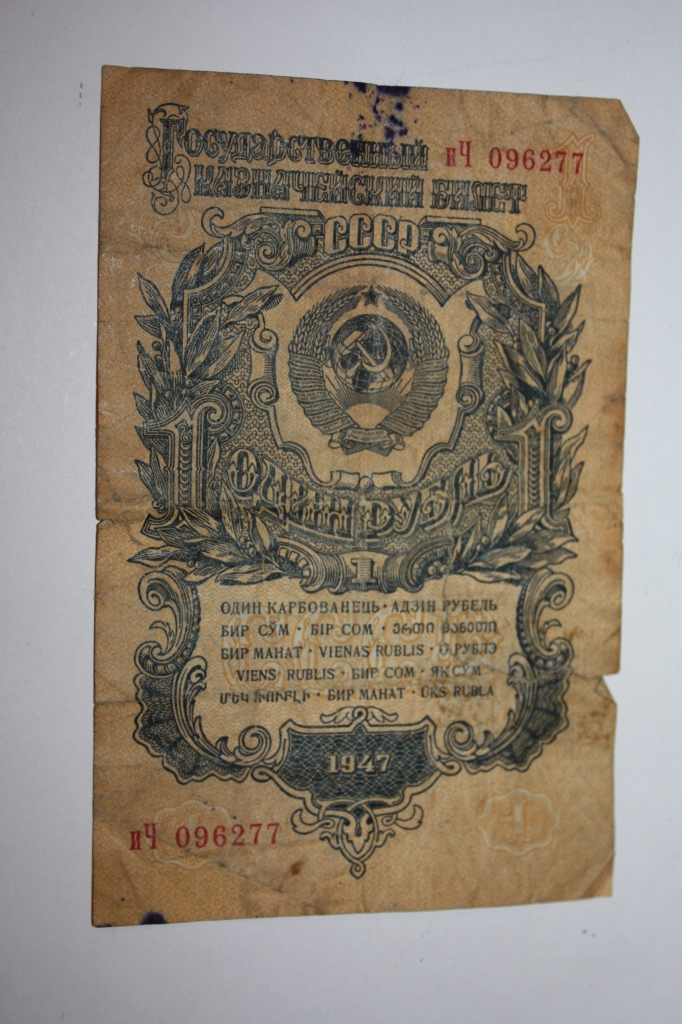 Государственный иЧ 096277
казначейский билет
СССР
1 1
ОДИН РУБЛЬ
1
ОДИН КАРБОВАНЕЦЬ • АДЗІН РУБЕЛЬ
БИР СЎМ • БІР СОМ • ᲔᲠᲗᲘ ᲛᲐᲜᲔᲗᲘ
БИР МАНАТ • VIENAS RUBLIS • О РУБЛЭ
VIENS RUBLIS • БИР СОМ • ЯК СӮМ
ՄԵԿ ՌՈՒԲԼԻ • БИР МАНАТ • ÜKS RUBLA
1947
иЧ 096277